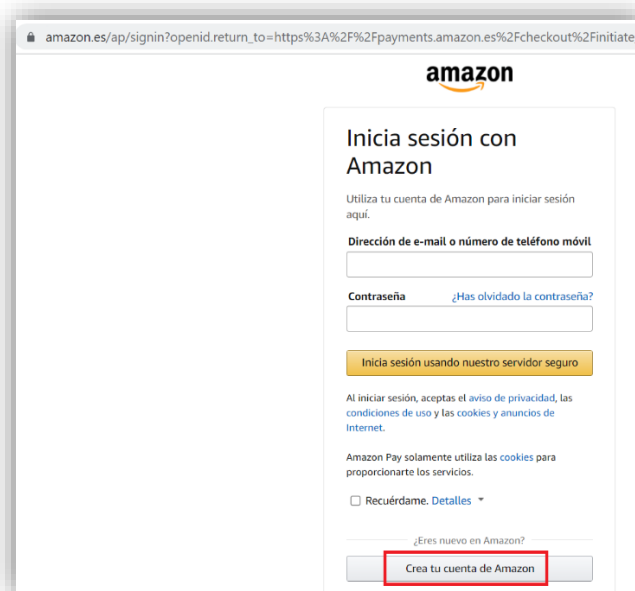 amazon.es/ap/signin?openid.return_to=https%3A%2F%2Fpayments.amazon.es%2Fcheckout%2Finitiate
amazon
Inicia sesión con
Amazon
Utiliza tu cuenta de Amazon para iniciar sesión
aquí.
Dirección de e-mail o número de teléfono móvil
Contraseña ¿Has olvidado la contraseña?
Inicia sesión usando nuestro servidor seguro
Al iniciar sesión, aceptas el aviso de privacidad, las
condiciones de uso y las cookies y anuncios de
Internet.
Amazon Pay solamente utiliza las cookies para
proporcionarte los servicios.
Recuérdame. Detalles
¿Eres nuevo en Amazon?
Crea tu cuenta de Amazon